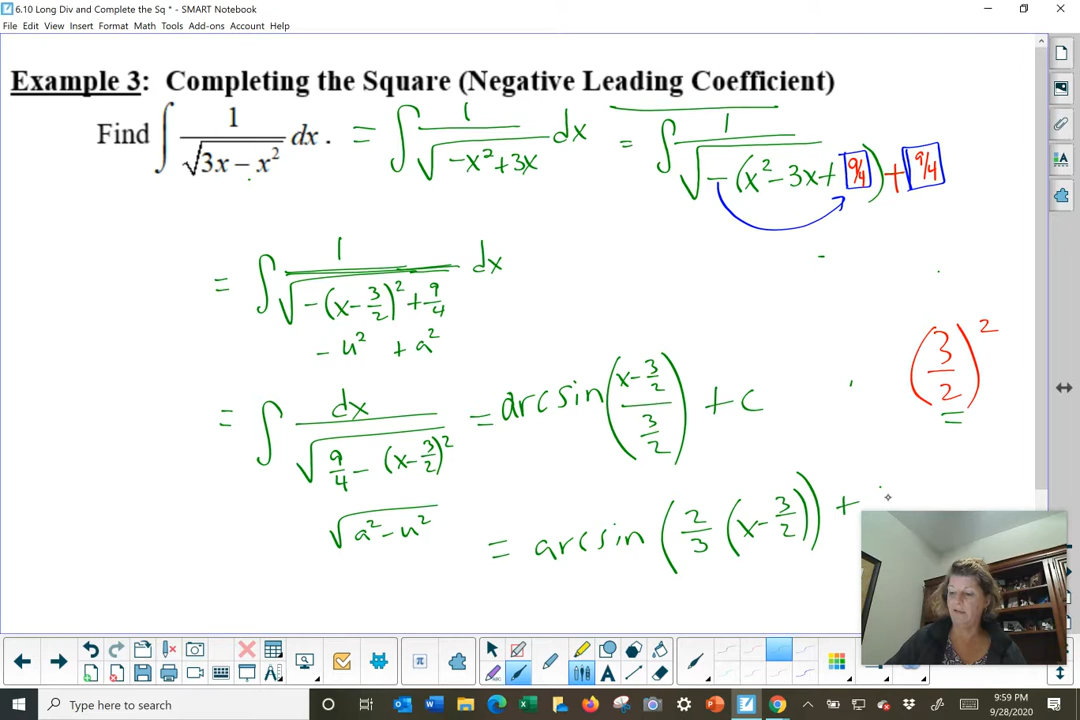 6.10 Long Div and Complete the Sq * - SMART Notebook
File Edit View Insert Format Math Tools Add-ons Account Help
Example 3: Completing the Square (Negative Leading Coefficient)
Find ∫ 1/√(3x − x²) dx . = ∫ 1/√(-x²+3x) dx = ∫ 1/√(-(x²-3x+9/4)+9/4)
= ∫ 1/√(-(x-3/2)²+9/4) dx
- u² + a²
(3/2)²
= ∫ dx/√(9/4-(x-3/2)²) = arcsin((x-3/2)/(3/2)) + c
√(a²-u²)
= arcsin(2/3(x-3/2)) +
Type here to search
9:59 PM
9/28/2020